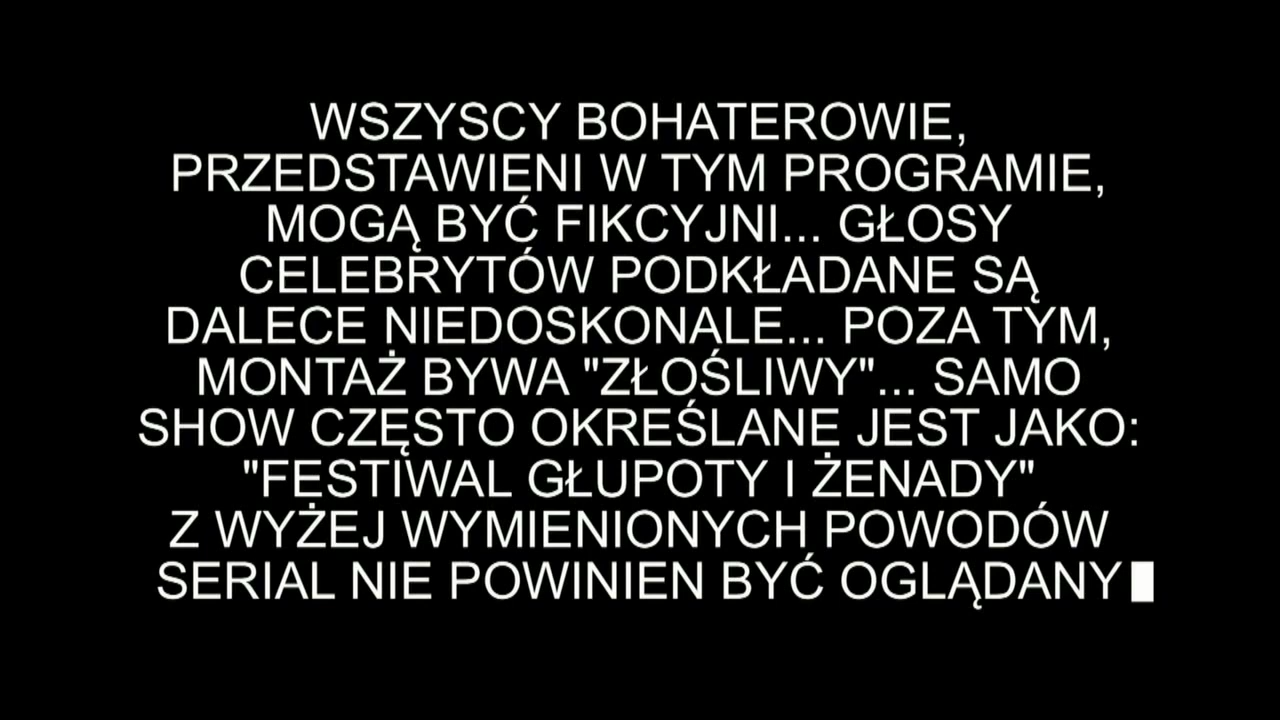 WSZYSCY BOHATEROWIE,
PRZEDSTAWIENI W TYM PROGRAMIE,
MOGĄ BYĆ FIKCYJNI... GŁOSY
CELEBRYTÓW PODKŁADANE SĄ
DALECE NIEDOSKONALE... POZA TYM,
MONTAŻ BYWA "ZŁOŚLIWY"... SAMO
SHOW CZĘSTO OKREŚLANE JEST JAKO:
"FESTIWAL GŁUPOTY I ŻENADY"
Z WYŻEJ WYMIENIONYCH POWODÓW
SERIAL NIE POWINIEN BYĆ OGLĄDANY